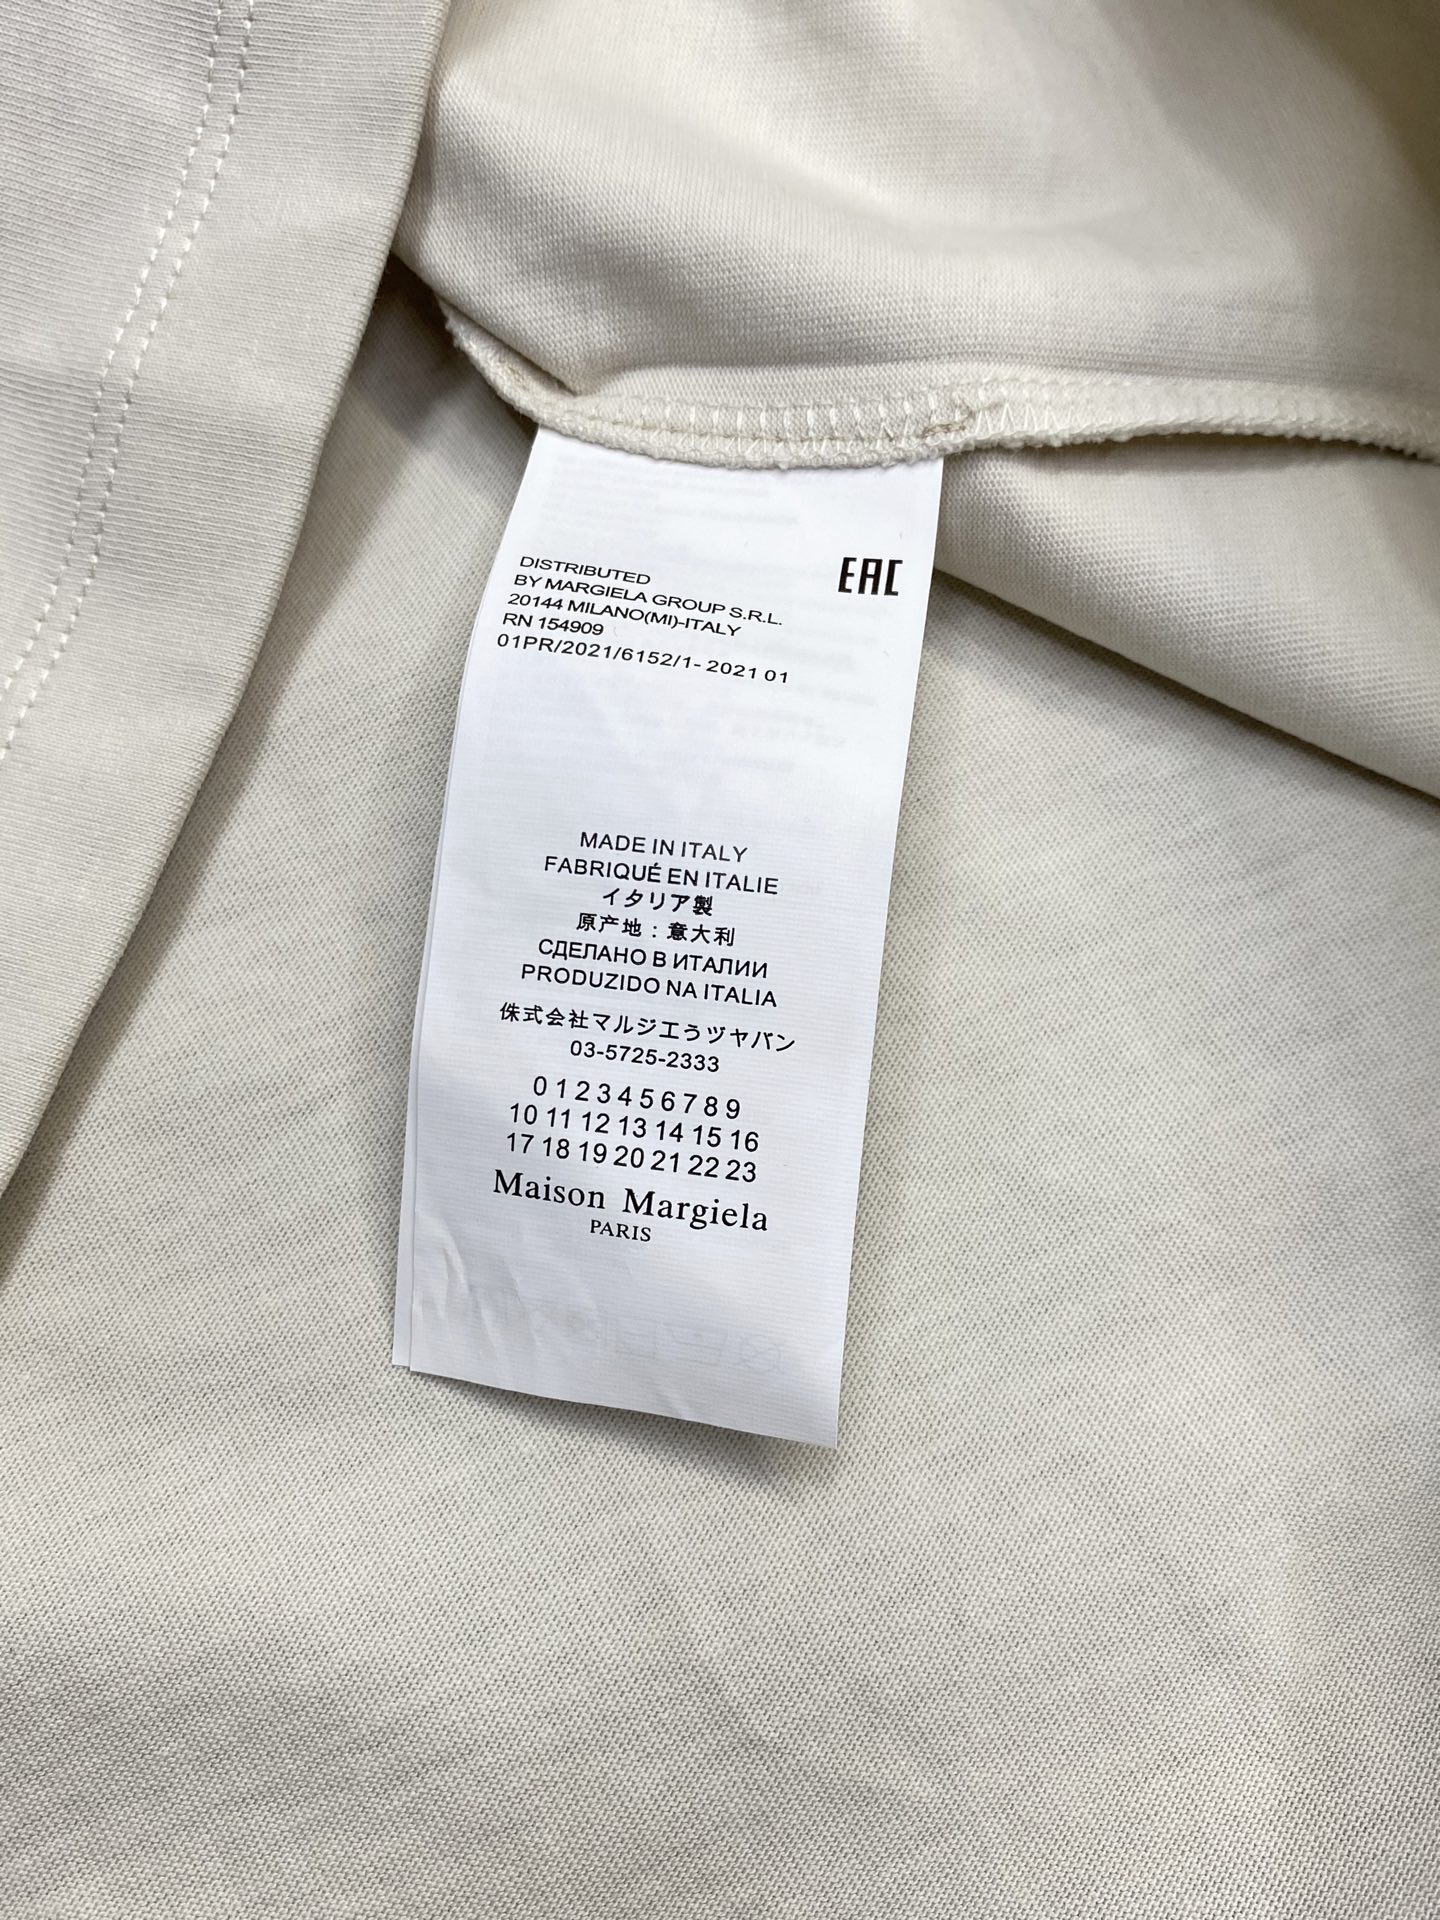 DISTRIBUTED
BY MARGIELA GROUP S.R.L.
20144 MILANO(MI)-ITALY
RN 154909
01PR/2021/6152/1- 2021 01
EAC
MADE IN ITALY
FABRIQUÉ EN ITALIE
イタリア製
原产地：意大利
СДЕЛАНО В ИТАЛИИ
PRODUZIDO NA ITALIA
侏式会社マルジエうヅヤバン
03-5725-2333
0 1 2 3 4 5 6 7 8 9
10 11 12 13 14 15 16
17 18 19 20 21 22 23
Maison Margiela
PARIS